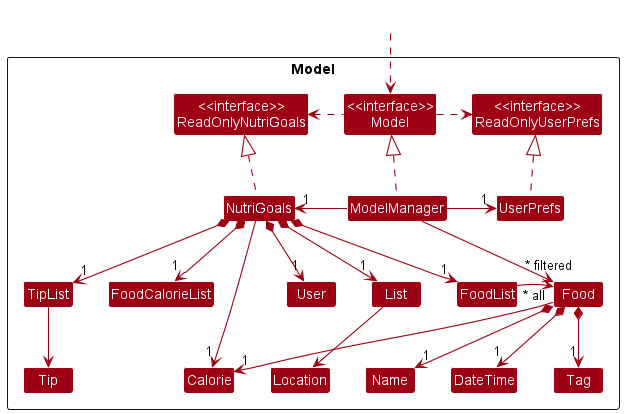 Model
<<interface>>
ReadOnlyNutriGoals
<<interface>>
Model
<<interface>>
ReadOnlyUserPrefs
NutriGoals
1
ModelManager
1
UserPrefs
1
1
1
1
1
* filtered
TipList
FoodCalorieList
User
List
FoodList
* all
Food
1
1
1
1
1
Tip
Calorie
Location
Name
DateTime
Tag